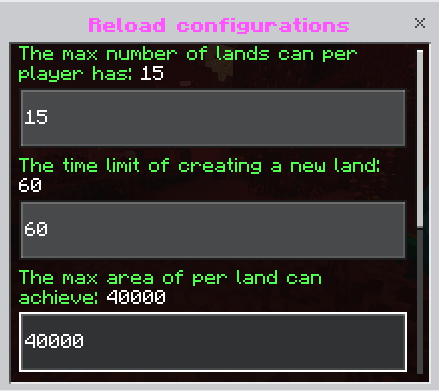 Reload configurations
The max number of lands can per
player has: 15
15
The time limit of creating a new land:
60
60
The max area of per land can
achieve: 40000
40000